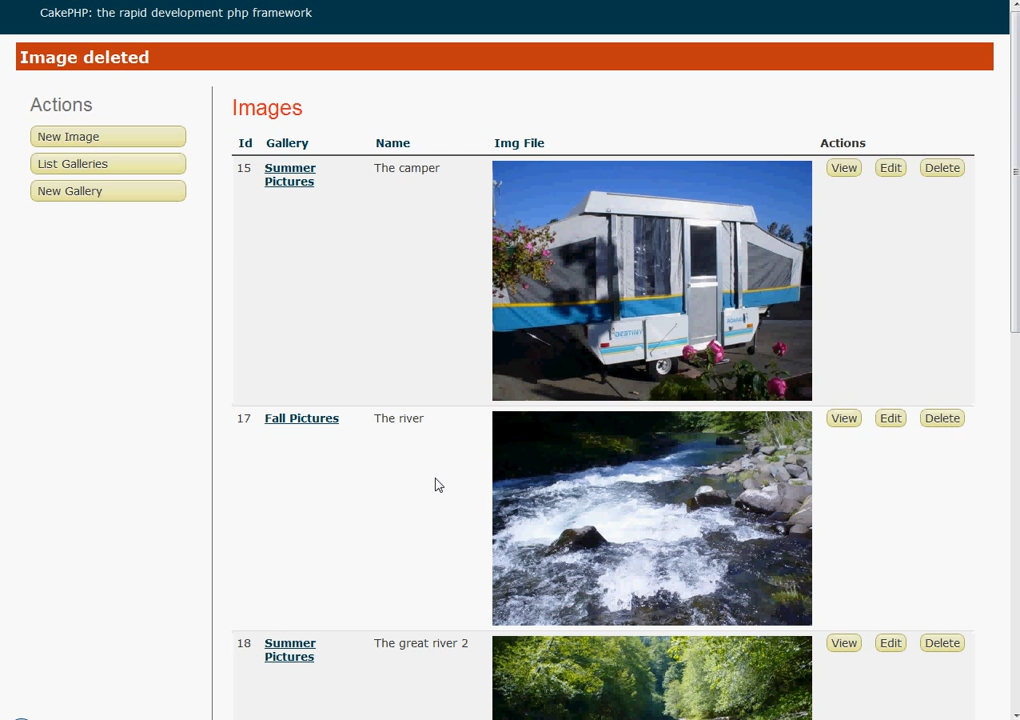 CakePHP: the rapid development php framework
Image deleted
Actions
New Image
List Galleries
New Gallery
Images
Id Gallery Name Img File Actions
15 Summer Pictures The camper View Edit Delete
17 Fall Pictures The river View Edit Delete
18 Summer Pictures The great river 2 View Edit Delete